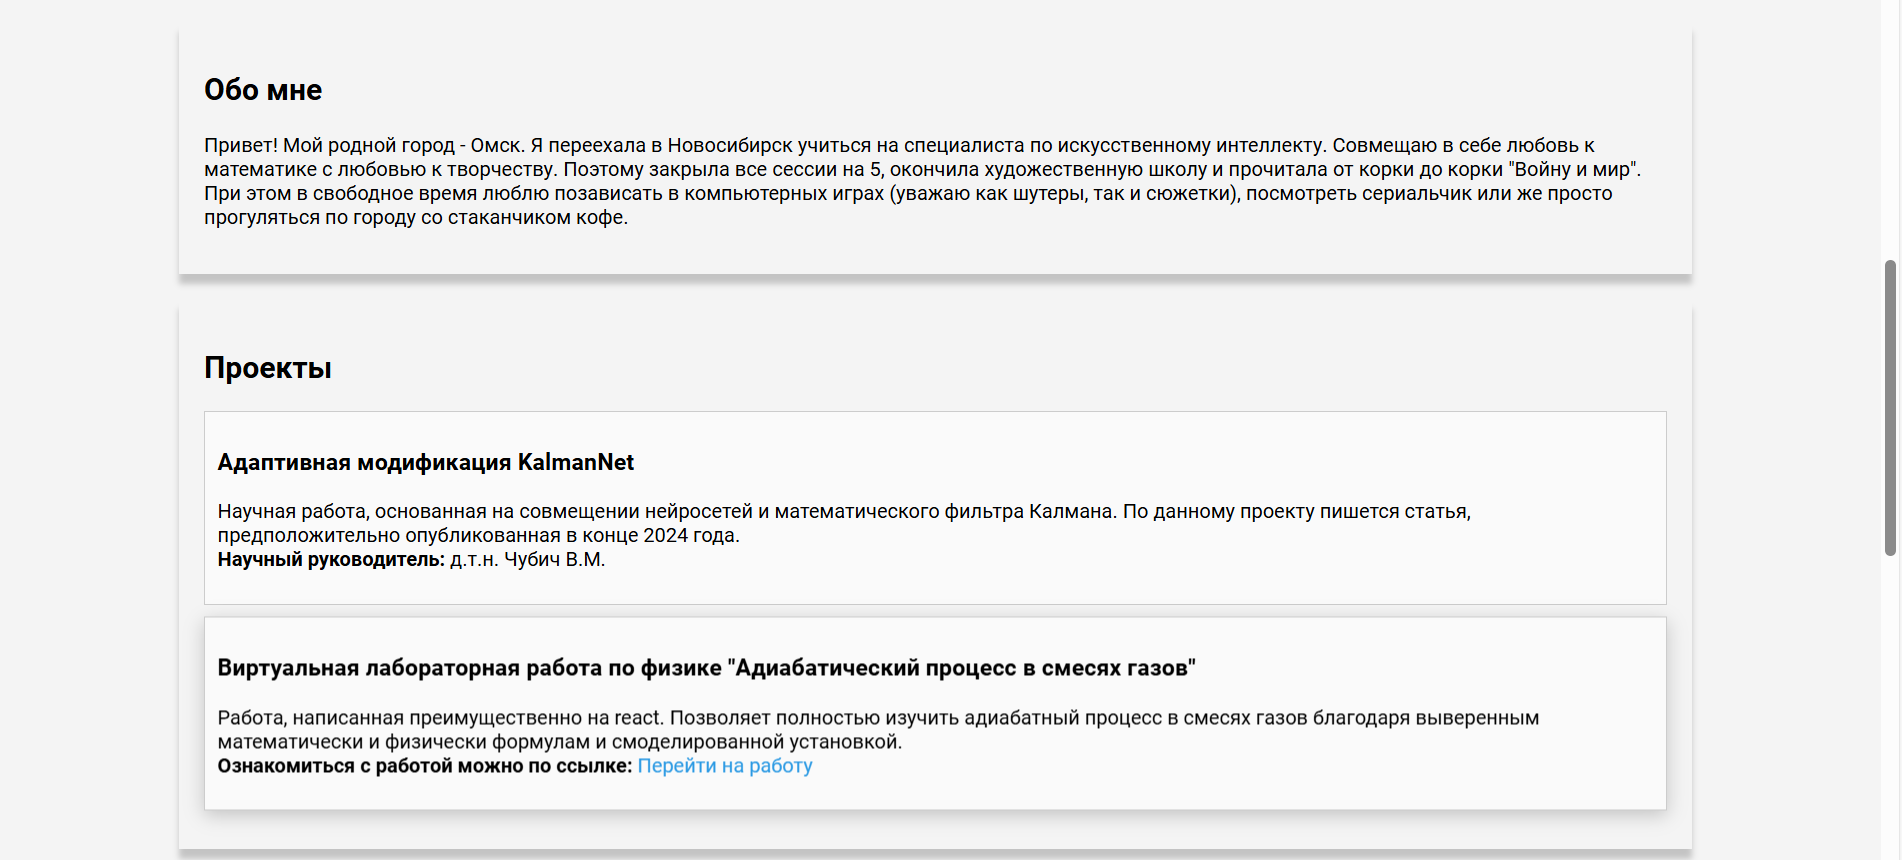 Обо мне
Привет! Мой родной город - Омск. Я переехала в Новосибирск учиться на специалиста по искусственному интеллекту. Совмещаю в себе любовь к
математике с любовью к творчеству. Поэтому закрыла все сессии на 5, окончила художественную школу и прочитала от корки до корки "Войну и мир".
При этом в свободное время люблю позависать в компьютерных играх (уважаю как шутеры, так и сюжетки), посмотреть сериальчик или же просто
прогуляться по городу со стаканчиком кофе.
Проекты
Адаптивная модификация KalmanNet
Научная работа, основанная на совмещении нейросетей и математического фильтра Калмана. По данному проекту пишется статья,
предположительно опубликованная в конце 2024 года.
Научный руководитель: д.т.н. Чубич В.М.
Виртуальная лабораторная работа по физике "Адиабатический процесс в смесях газов"
Работа, написанная преимущественно на react. Позволяет полностью изучить адиабатный процесс в смесях газов благодаря выверенным
математически и физически формулам и смоделированной установкой.
Ознакомиться с работой можно по ссылке: Перейти на работу